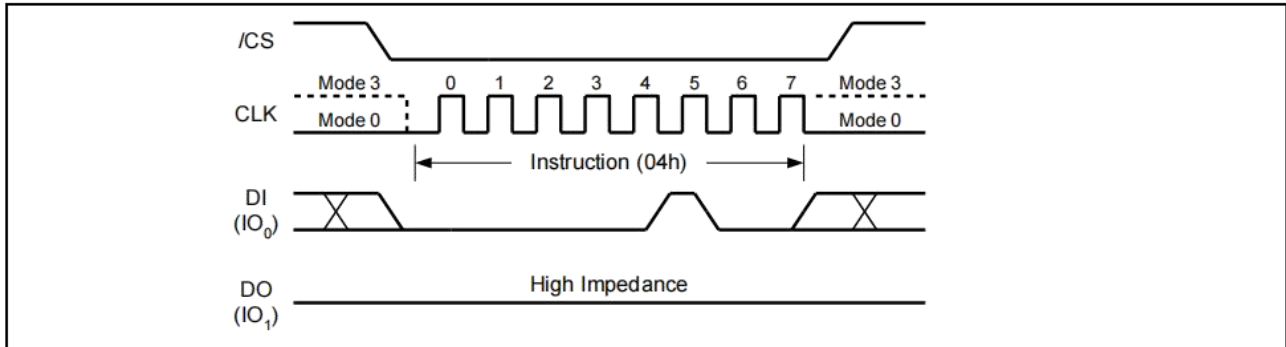 /CS
Mode 3 0 1 2 3 4 5 6 7 Mode 3
CLK
Mode 0 Mode 0
Instruction (04h)
DI
(IO0)
High Impedance
DO
(IO1)